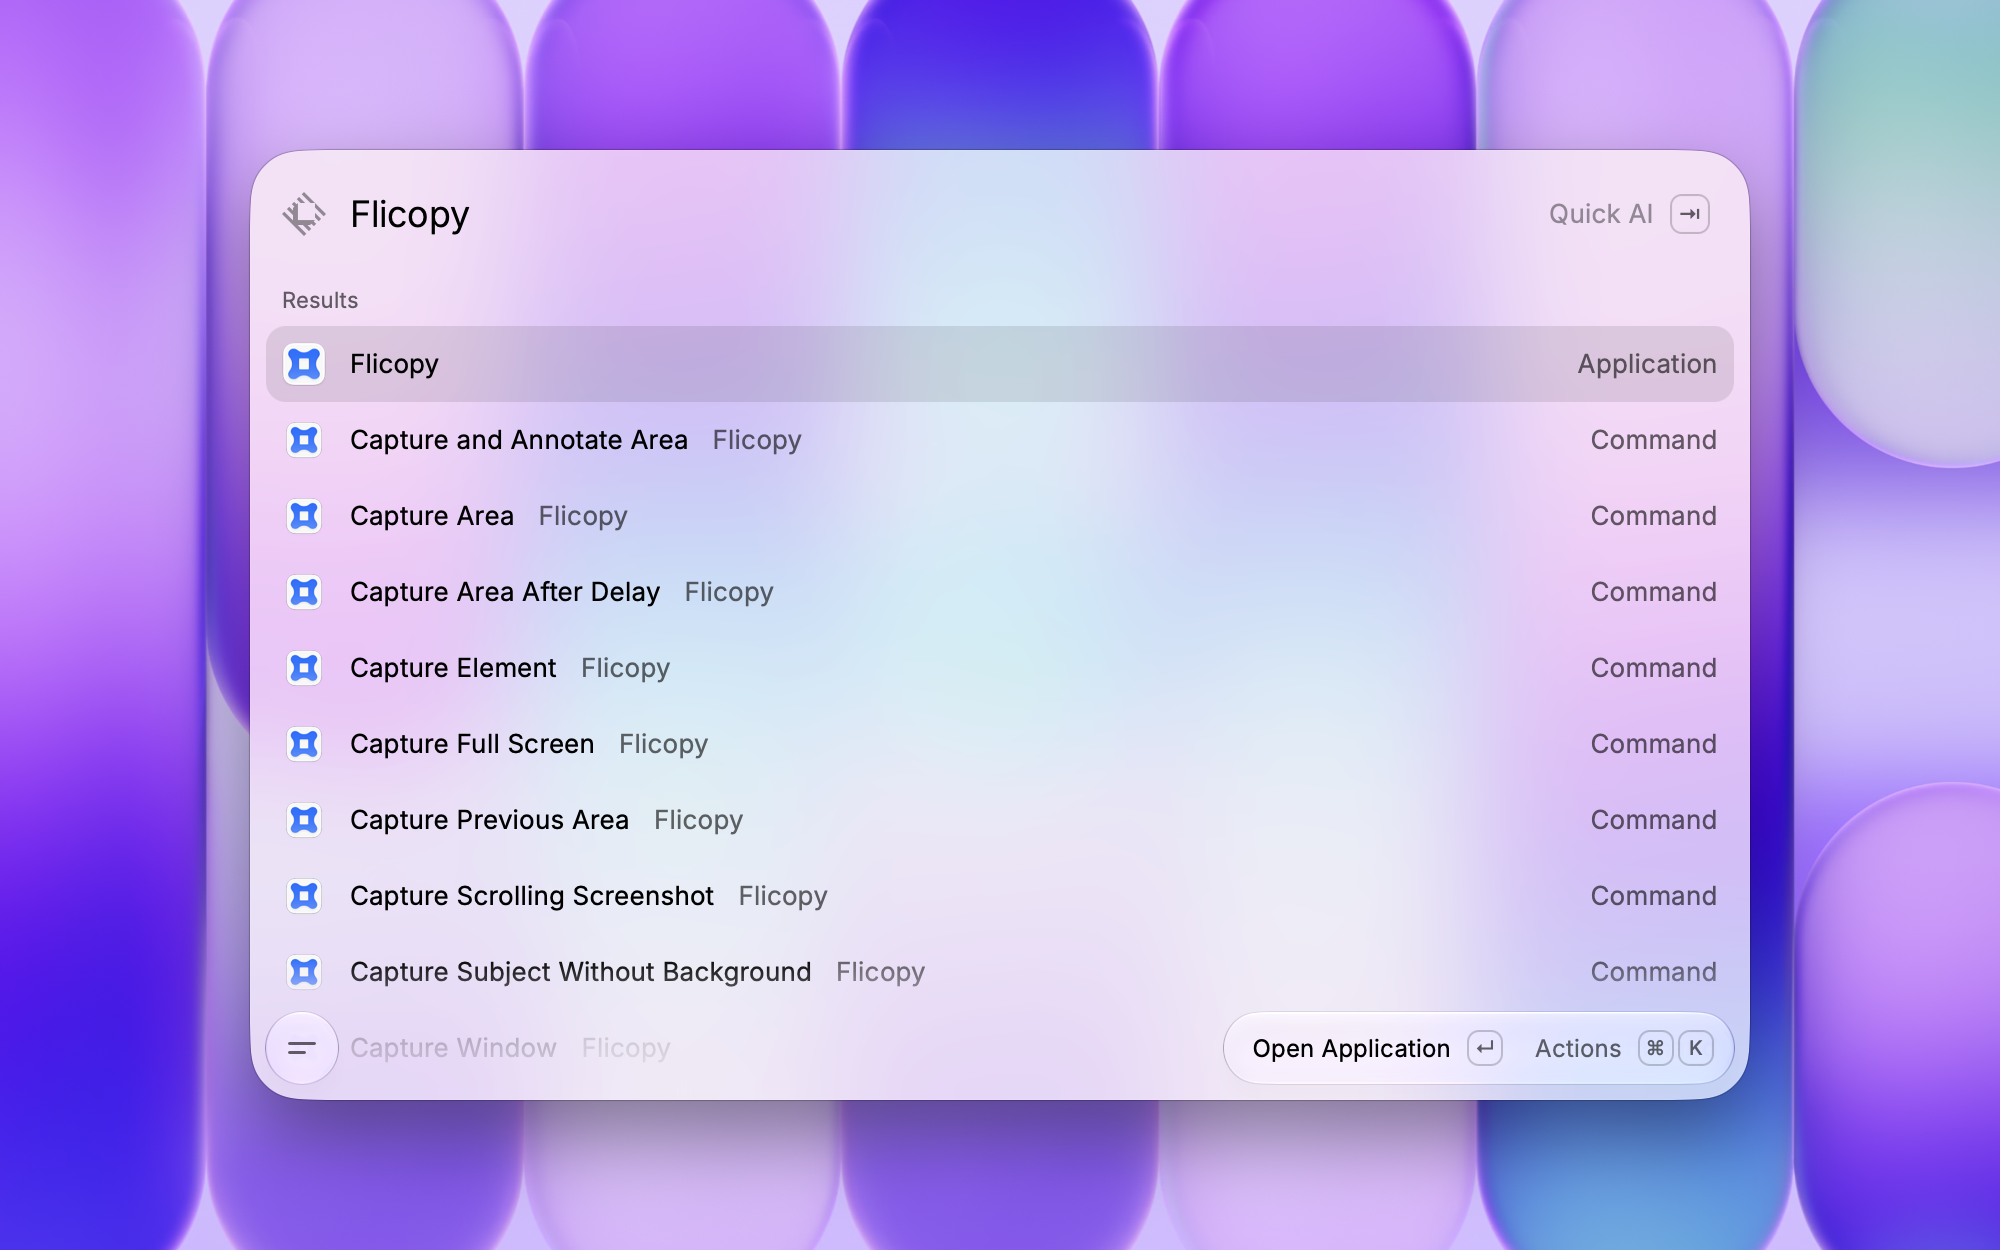 Flicopy Quick AI
Results
Flicopy Application
Capture and Annotate Area Flicopy Command
Capture Area Flicopy Command
Capture Area After Delay Flicopy Command
Capture Element Flicopy Command
Capture Full Screen Flicopy Command
Capture Previous Area Flicopy Command
Capture Scrolling Screenshot Flicopy Command
Capture Subject Without Background Flicopy Command
Capture Window Flicopy Open Application Actions ⌘ K